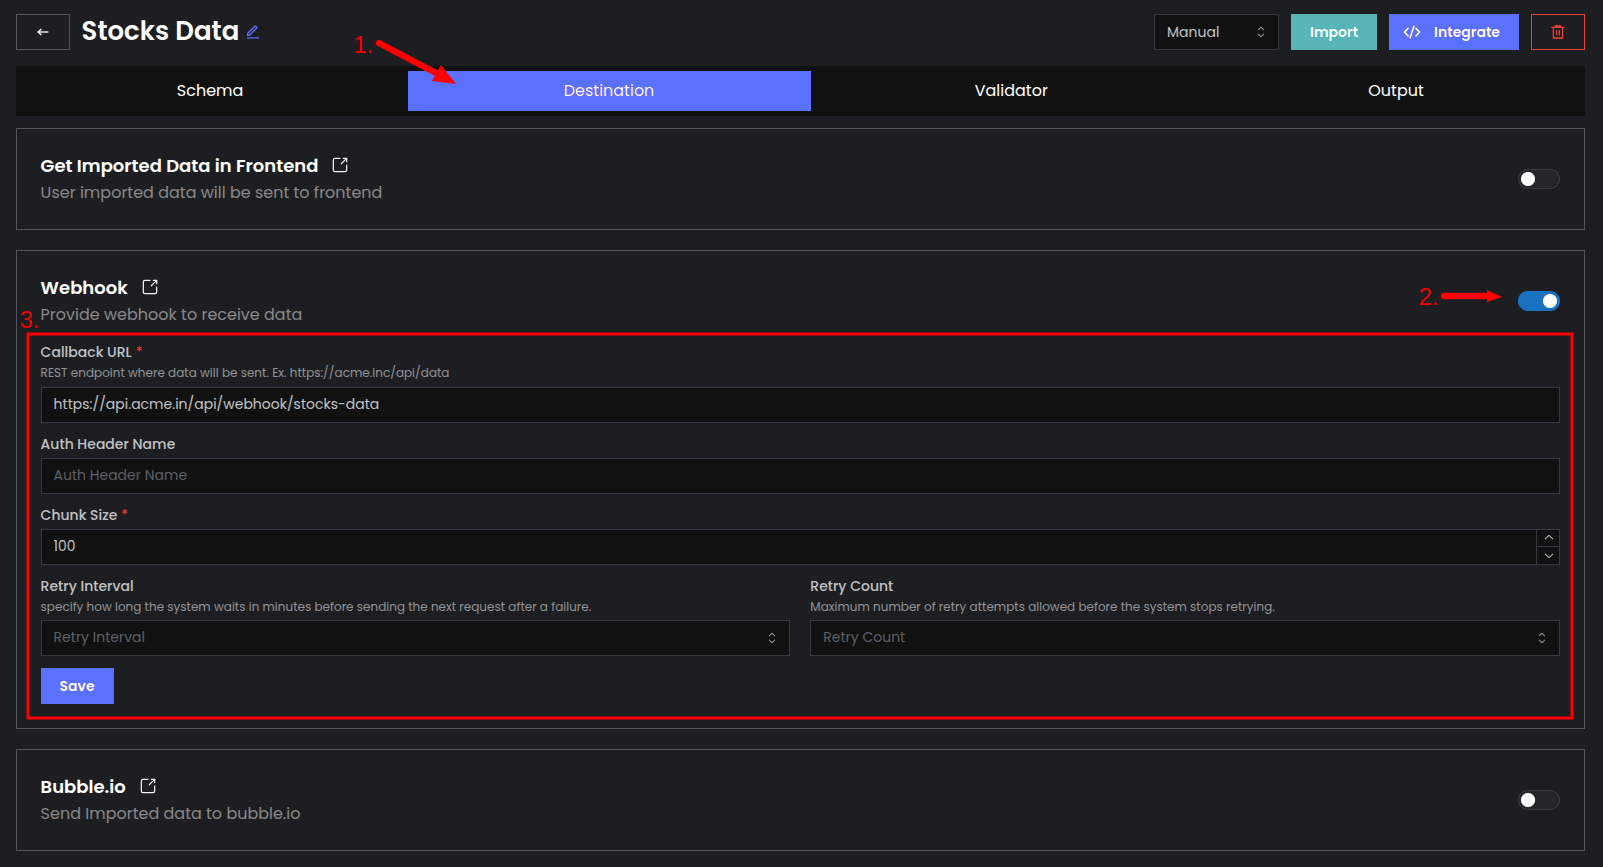 Stocks Data
Manual
Import
</> Integrate
1.
Schema
Destination
Validator
Output
Get Imported Data in Frontend
User imported data will be sent to frontend
Webhook
2.
Provide webhook to receive data
3.
Callback URL *
REST endpoint where data will be sent. Ex. https://acme.inc/api/data
https://api.acme.in/api/webhook/stocks-data
Auth Header Name
Auth Header Name
Chunk Size *
100
Retry Interval
specify how long the system waits in minutes before sending the next request after a failure.
Retry Interval
Retry Count
Maximum number of retry attempts allowed before the system stops retrying.
Retry Count
Save
Bubble.io
Send Imported data to bubble.io